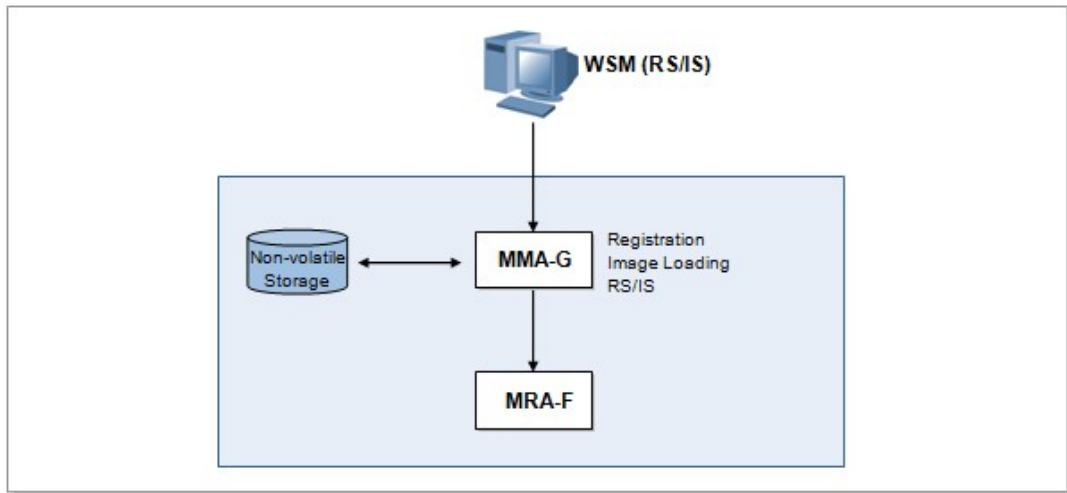 WSM (RS/IS)
Non-volatile
Storage
MMA-G
Registration
Image Loading
RS/IS
MRA-F